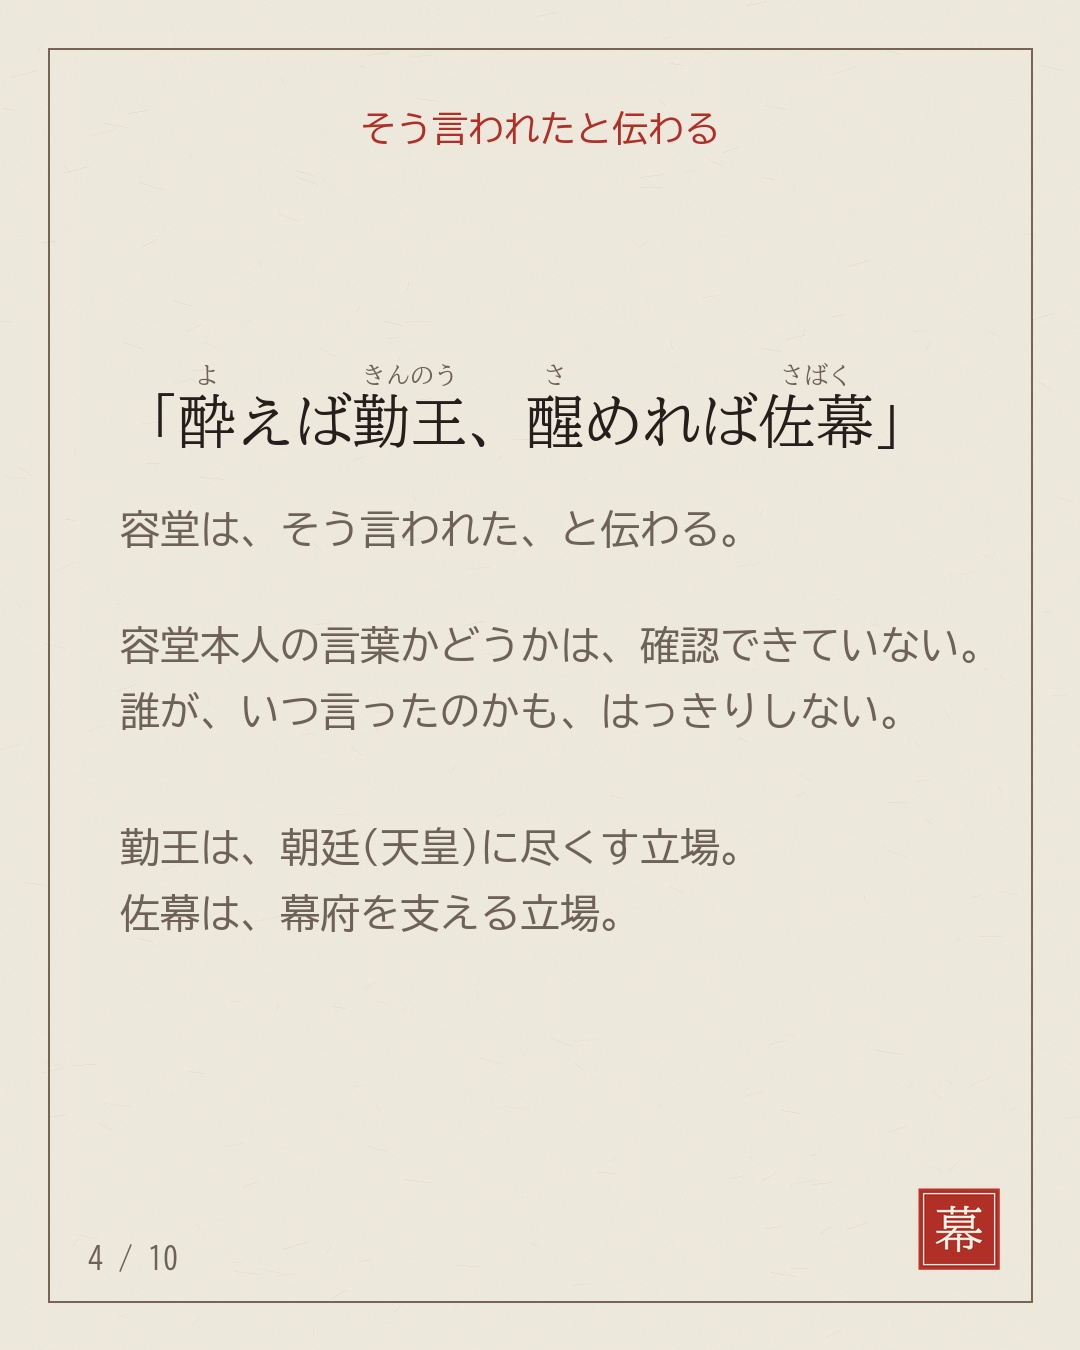 そう言われたと伝わる
「酔えば勤王、醒めれば佐幕」
よ きんのう さ さばく
容堂は、そう言われた、と伝わる。
容堂本人の言葉かどうかは、確認できていない。
誰が、いつ言ったのかも、はっきりしない。
勤王は、朝廷(天皇)に尽くす立場。
佐幕は、幕府を支える立場。
4 / 10
幕